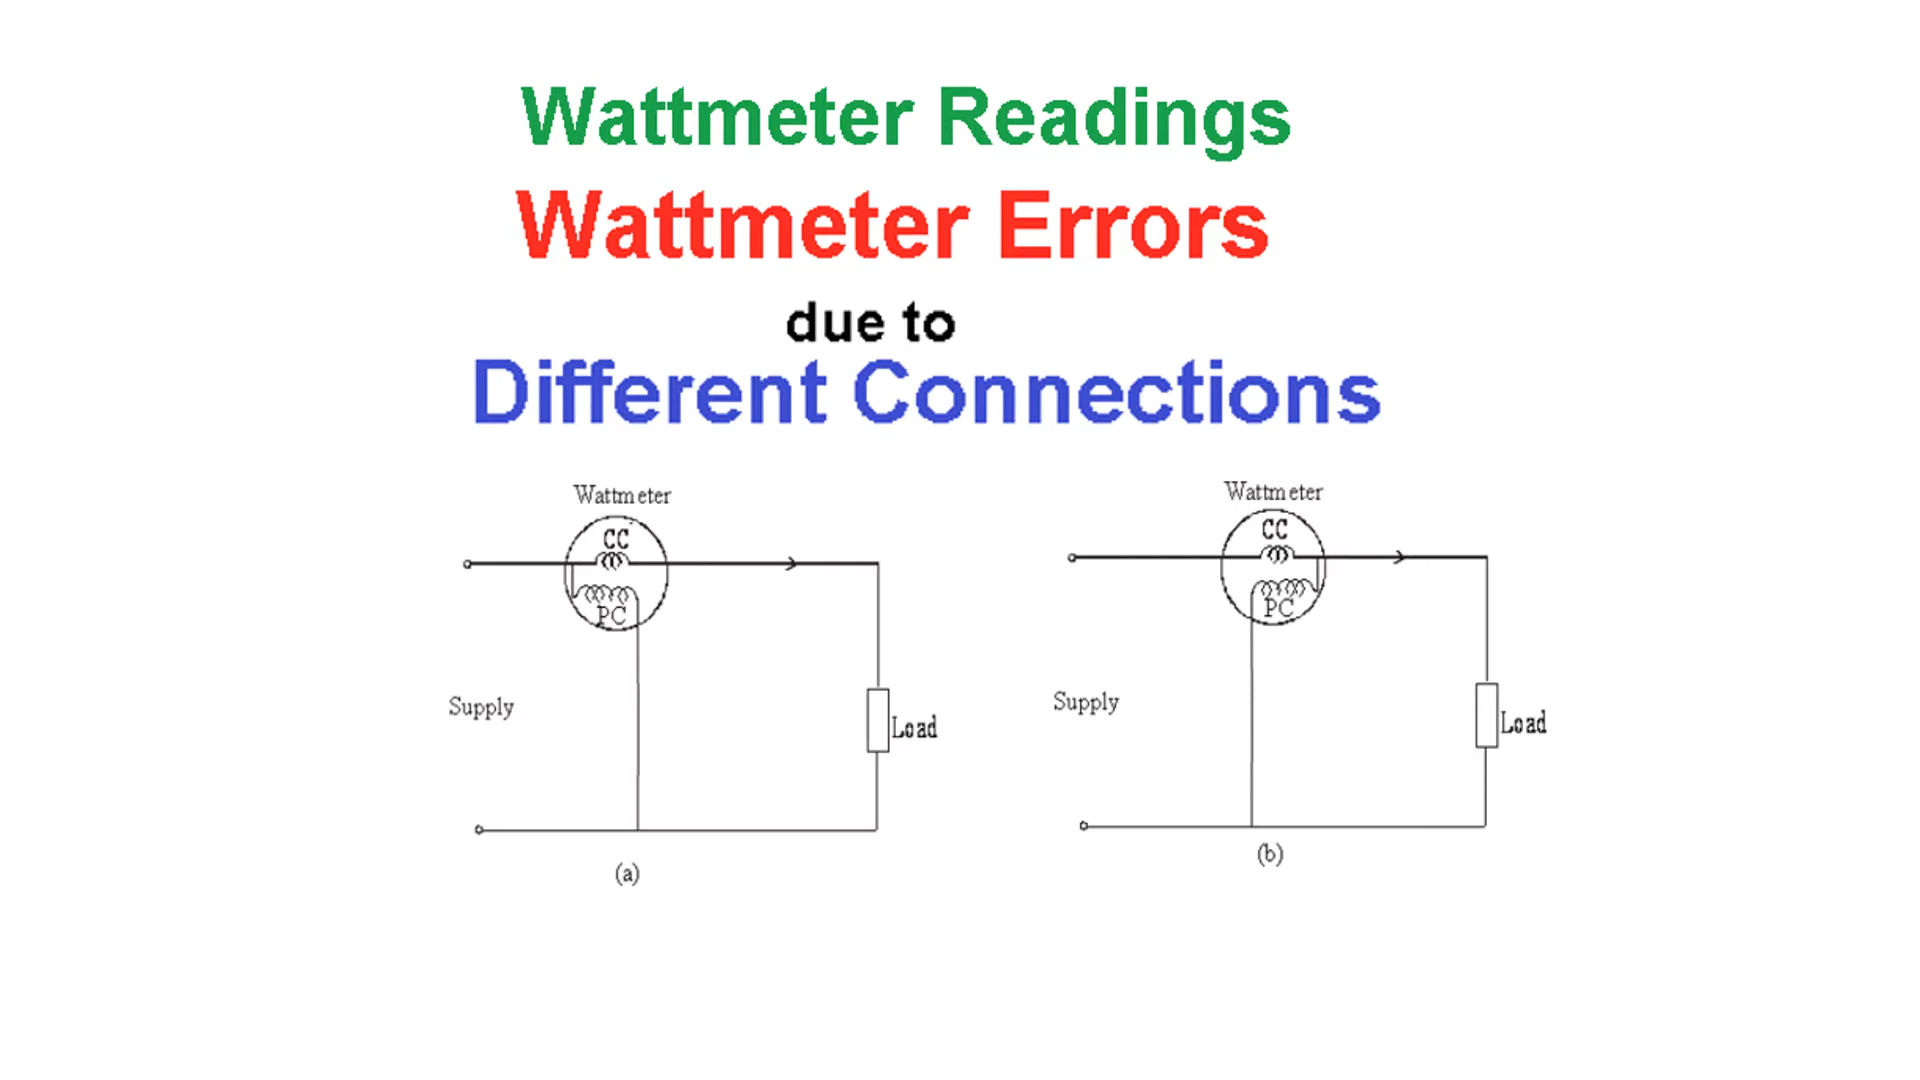 Wattmeter Readings
Wattmeter Errors
due to
Different Connections
Wattmeter
CC
PC
Supply
Load
(a)
Wattmeter
CC
PC
Supply
Load
(b)